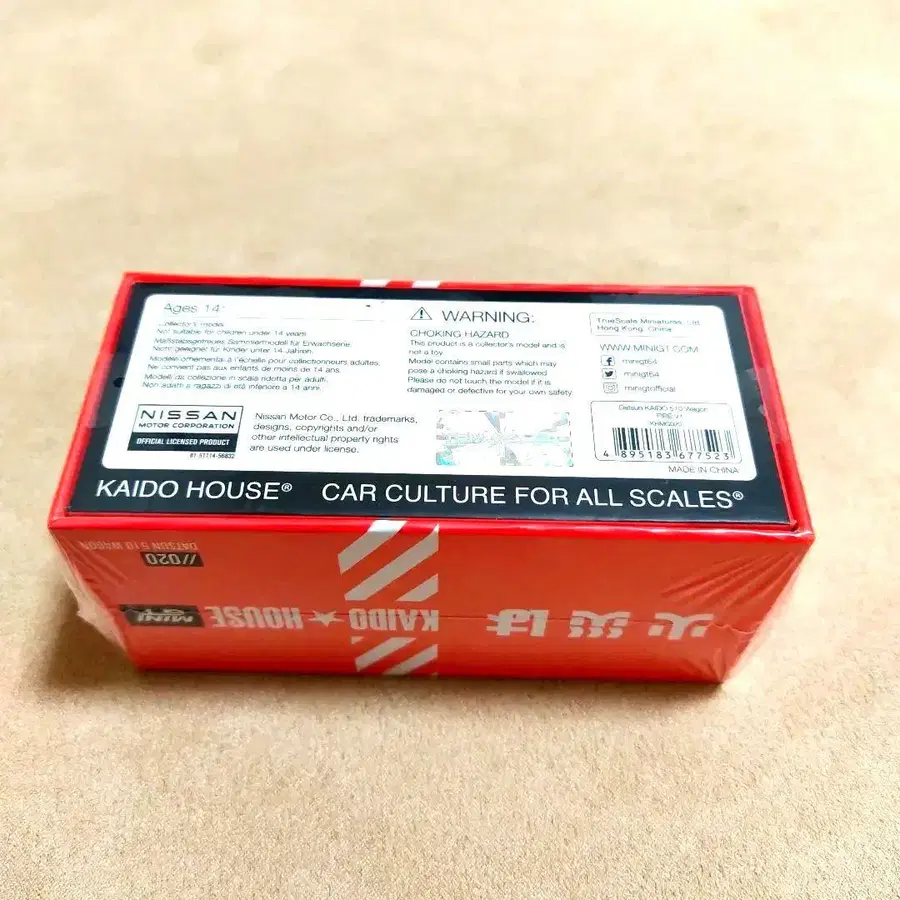 Ages 14+
Collector's model
Not suitable for children under 14 years
Maßstabsgetreues Sammlermodell für Erwachsene.
Nicht geeignet für Kinder unter 14 Jahren.
Modèle ornemental à l'échelle pour collectionneurs adultes.
Ne convient pas aux enfants de moins de 14 ans.
Modelli da collezione in scala ridotta per adulti.
Non adatti a ragazzi di età inferiore a 14 anni.
NISSAN
MOTOR CORPORATION
OFFICIAL LICENSED PRODUCT
Nissan Motor Co., Ltd. trademarks,
designs, copyrights and/or
other intellectual property rights
are used under license.
WARNING:
CHOKING HAZARD
This product is a collector's model and is
not a toy.
Model contains small parts which may
pose a choking hazard if swallowed.
Please do not touch the model if it is
damaged or defective for your own safety.
TrueScale Miniatures, Ltd.
Hong Kong, China
WWW.MINIGT.COM
minigt64
minigt64
minigtofficial
Datsun KAIDO 510 Wagon
FIRE V1
4 895183 677523
MADE IN CHINA
KAIDO HOUSE® CAR CULTURE FOR ALL SCALES®
DATSUN 510 WAGON
//020
MINI GT
KAIDO★HOUSE